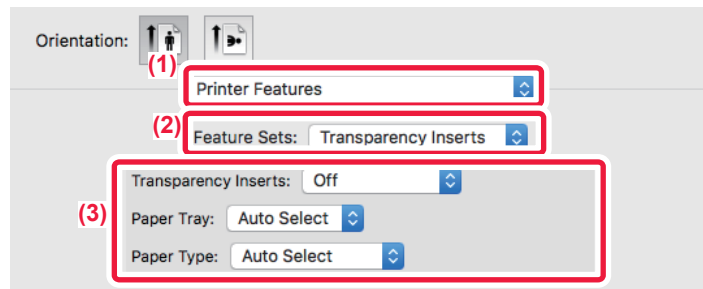 Orientation:
(1)
Printer Features
(2)
Feature Sets: Transparency Inserts
(3)
Transparency Inserts: Off
Paper Tray: Auto Select
Paper Type: Auto Select